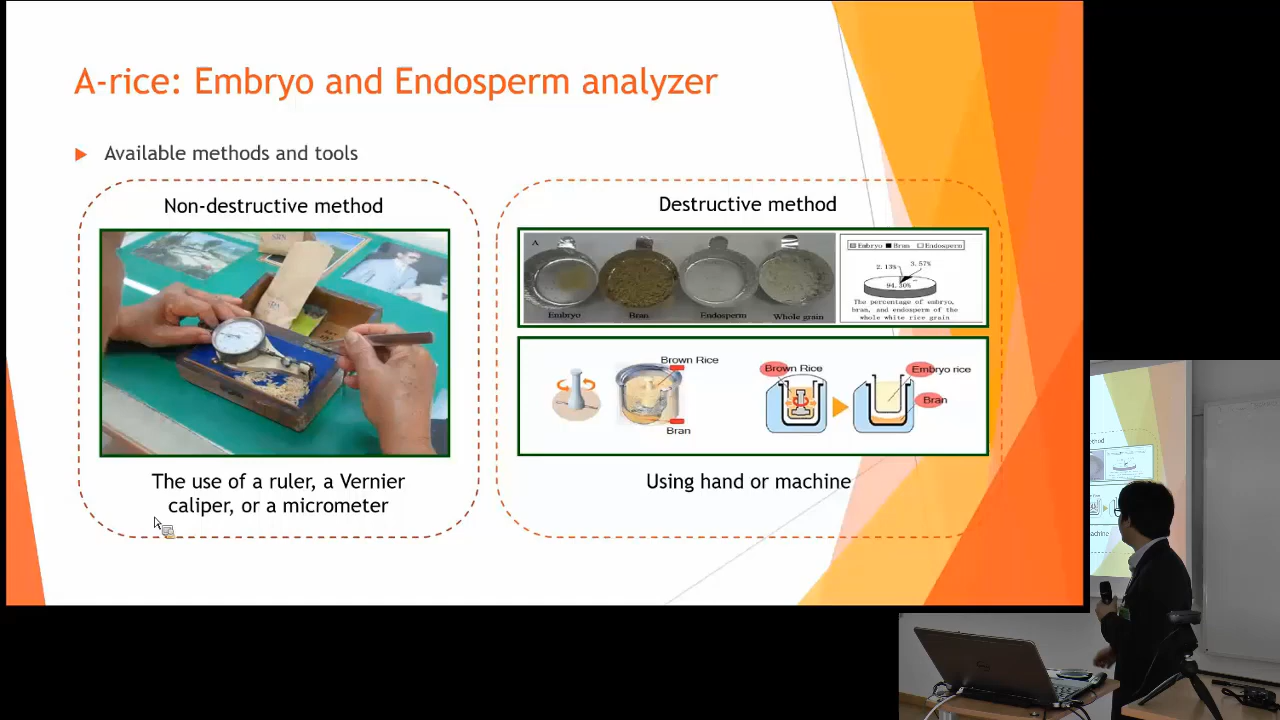 A-rice: Embryo and Endosperm analyzer
Available methods and tools
Non-destructive method
The use of a ruler, a Vernier
caliper, or a micrometer
Destructive method
A
Embryo
Bran
Endosperm
Whole grain
Embryo Bran Endosperm
2.13%
3.57%
94.30%
The percentage of embryo,
bran, and endosperm of the
whole white rice grain
Brown Rice
Bran
Brown Rice
Embryo rice
Bran
Using hand or machine